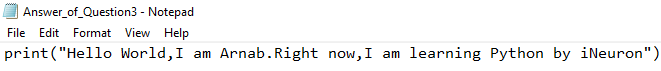 Answer_of_Question3 - Notepad
File Edit Format View Help
print("Hello World,I am Arnab.Right now,I am learning Python by iNeuron")